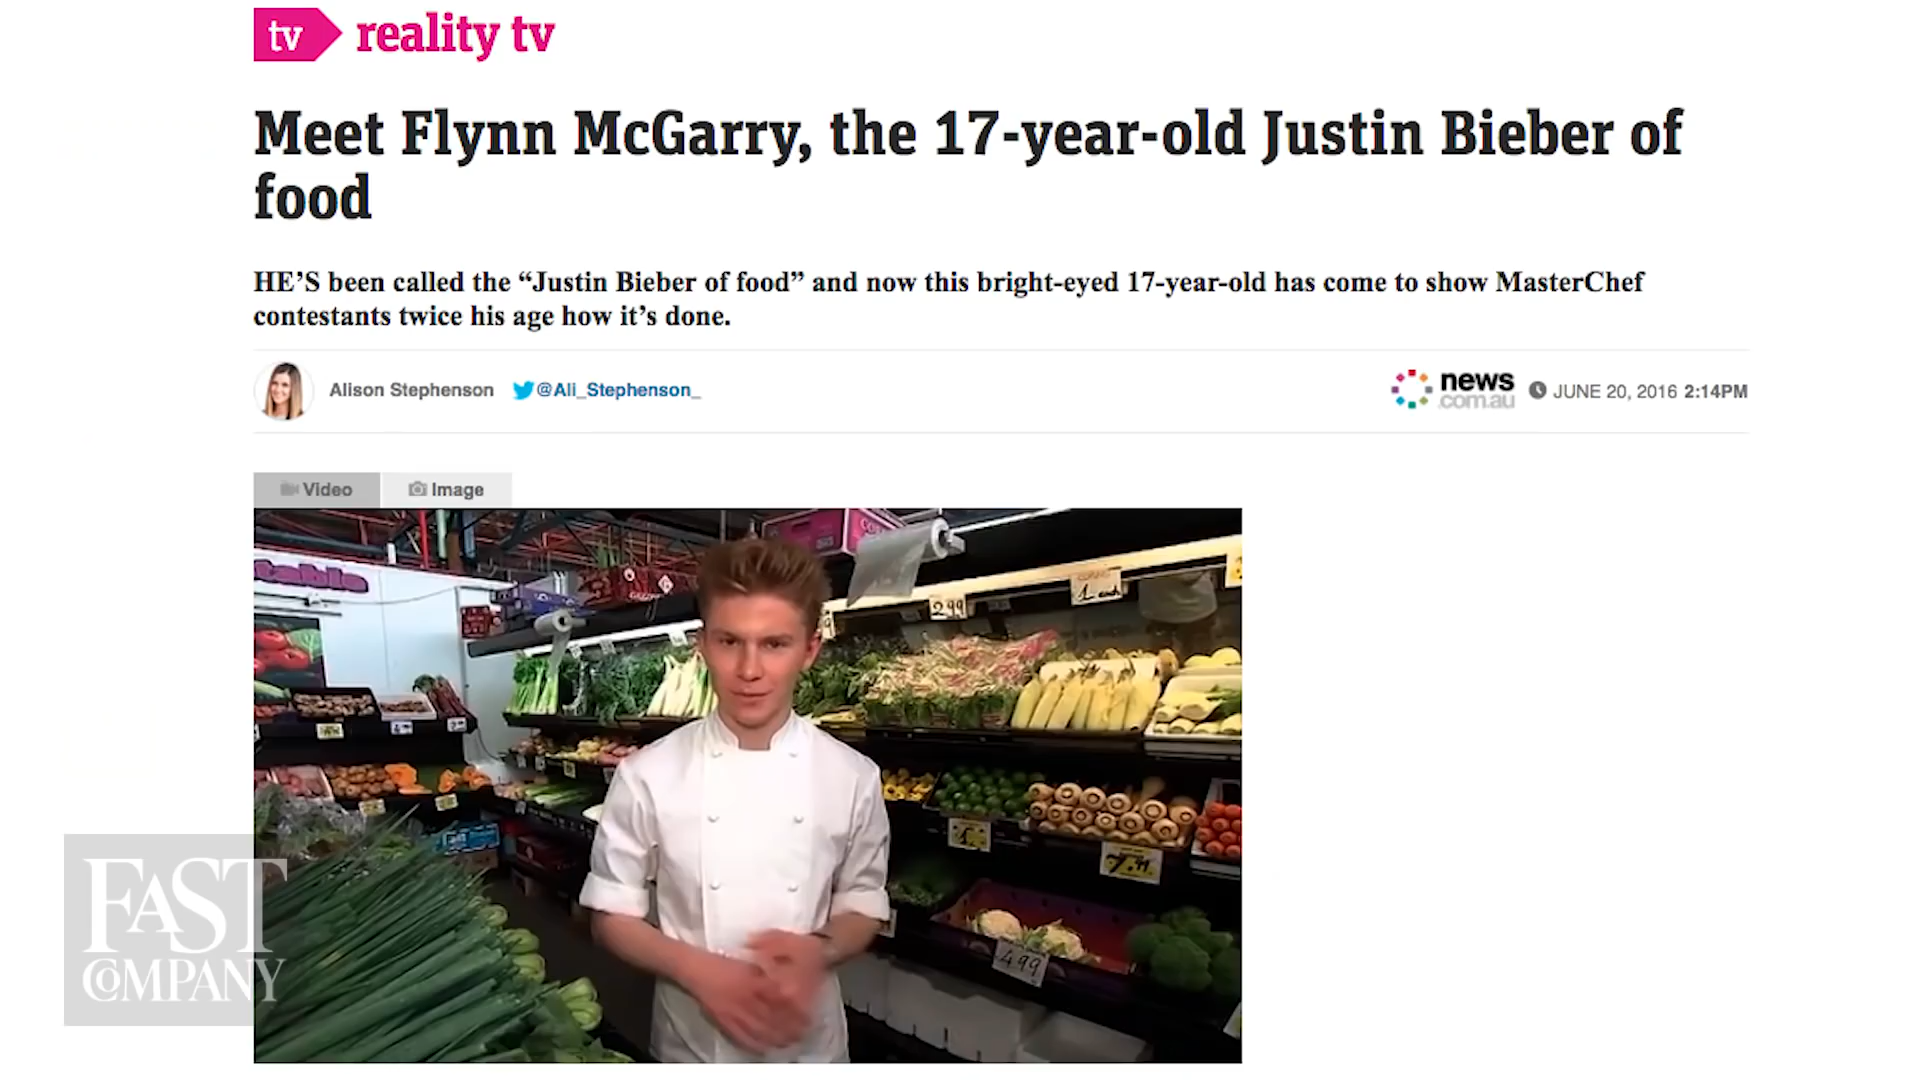 tv reality tv
Meet Flynn McGarry, the 17-year-old Justin Bieber of
food
HE’S been called the “Justin Bieber of food” and now this bright-eyed 17-year-old has come to show MasterChef
contestants twice his age how it’s done.
Alison Stephenson @Ali_Stephenson_ news
.com.au JUNE 20, 2016 2:14PM
Video Image
table
2.99
1 each
4.99
FAST
COMPANY